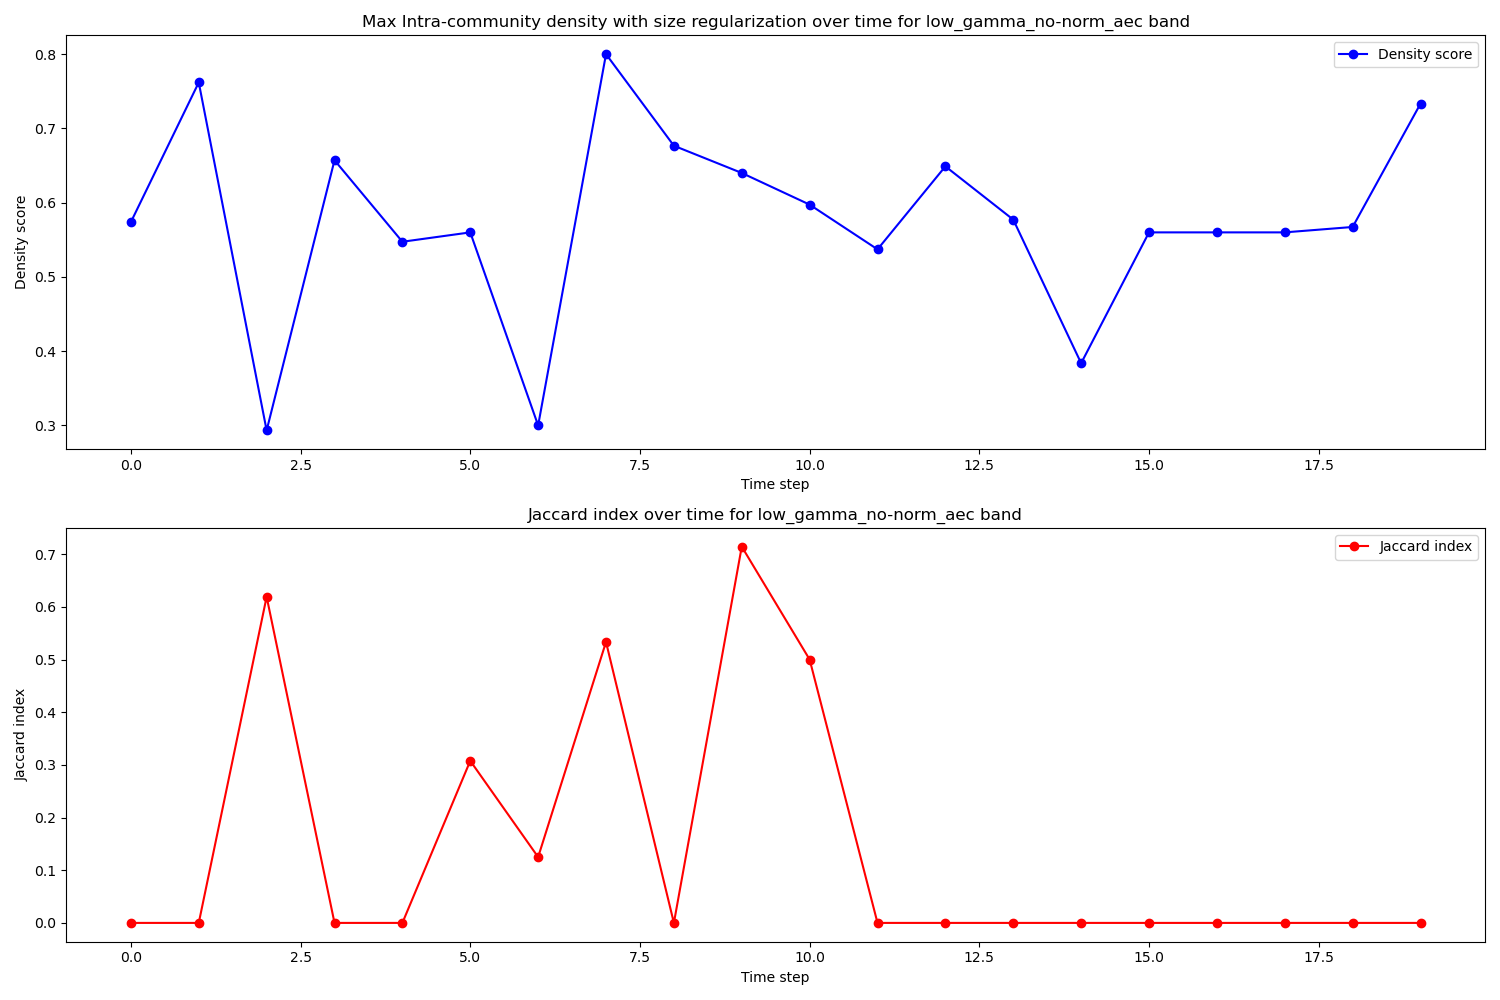 Max Intra-community density with size regularization over time for low_gamma_no-norm_aec band
Density score
0.8
0.7
0.6
0.5
0.4
0.3
Density score
0.0 2.5 5.0 7.5 10.0 12.5 15.0 17.5
Time step
Jaccard index over time for low_gamma_no-norm_aec band
Jaccard index
0.7
0.6
0.5
0.4
0.3
0.2
0.1
0.0
Jaccard index
0.0 2.5 5.0 7.5 10.0 12.5 15.0 17.5
Time step